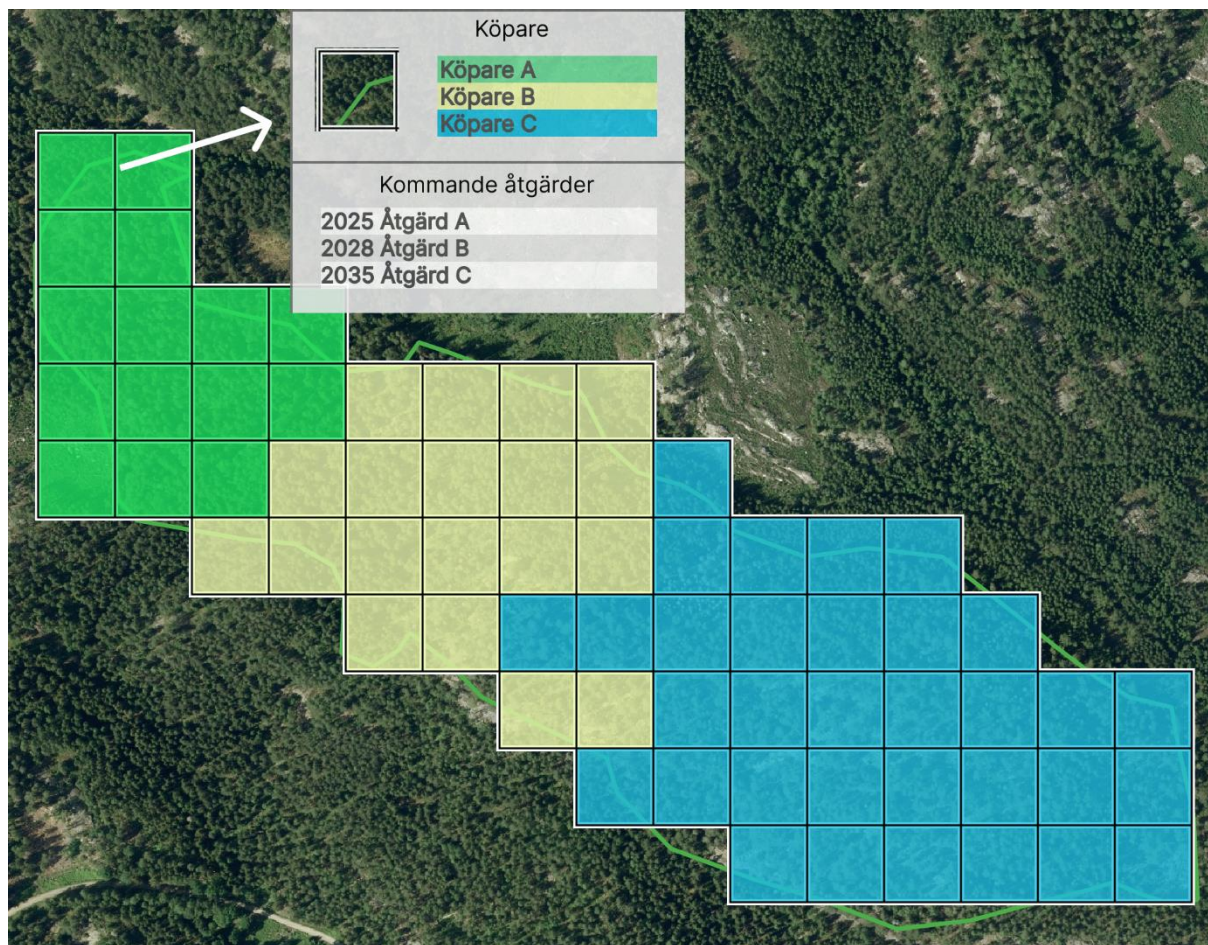 Köpare
Köpare A
Köpare B
Köpare C
Kommande åtgärder
2025 Åtgärd A
2028 Åtgärd B
2035 Åtgärd C